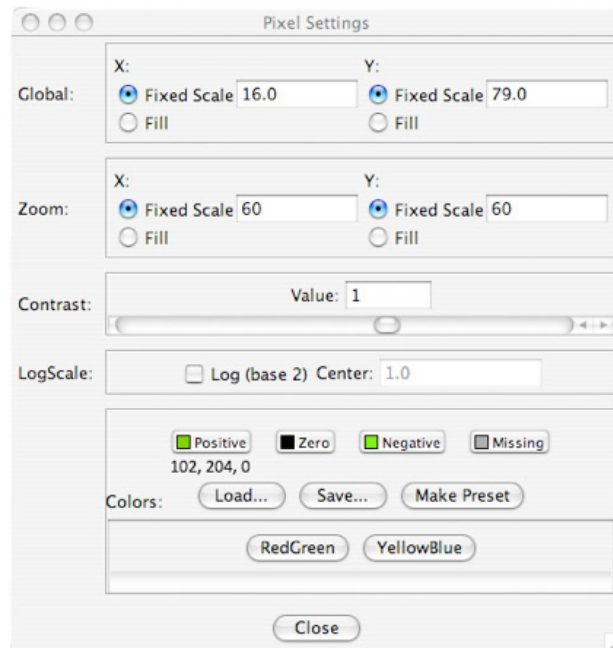 Pixel Settings
X: Y:
Global: Fixed Scale 16.0 Fixed Scale 79.0
Fill Fill
X: Y:
Zoom: Fixed Scale 60 Fixed Scale 60
Fill Fill
Value: 1
Contrast:
LogScale: Log (base 2) Center: 1.0
Positive Zero Negative Missing
102, 204, 0
Colors: Load... Save... Make Preset
RedGreen YellowBlue
Close